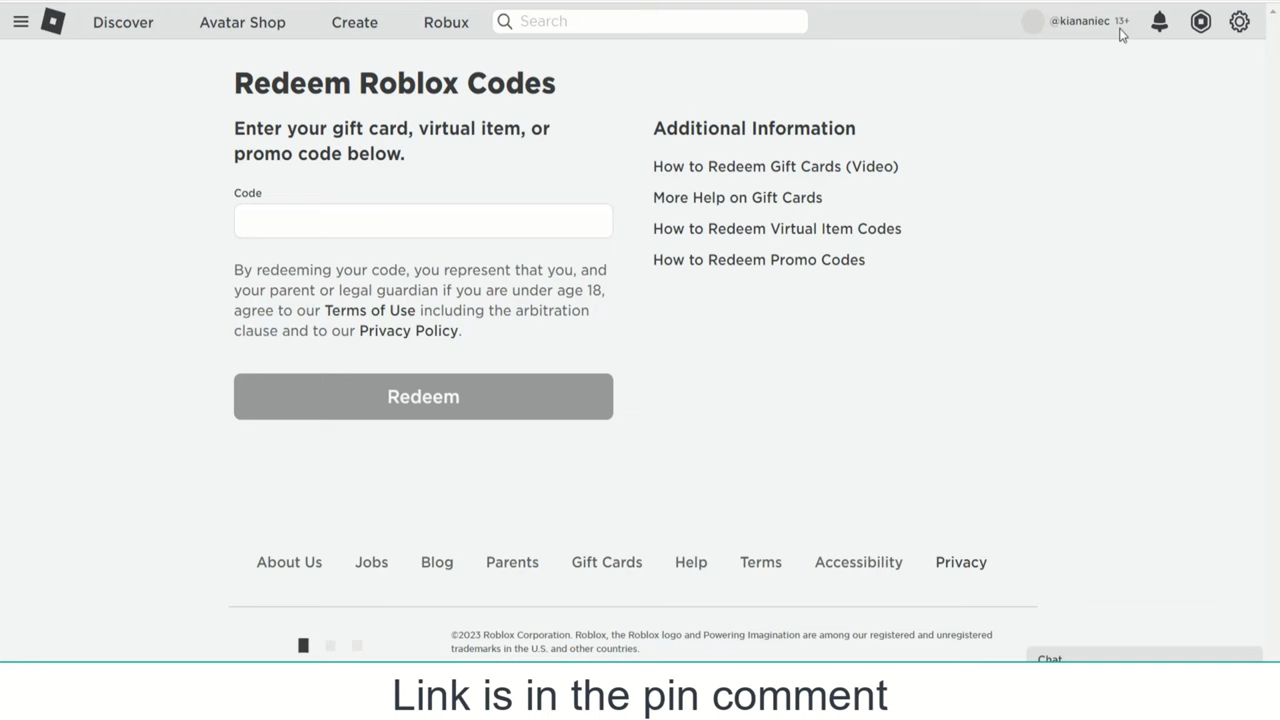 Discover Avatar Shop Create Robux Search @kiananiec 13+
Redeem Roblox Codes
Enter your gift card, virtual item, or
promo code below.
Code
By redeeming your code, you represent that you, and
your parent or legal guardian if you are under age 18,
agree to our Terms of Use including the arbitration
clause and to our Privacy Policy.
Redeem
Additional Information
How to Redeem Gift Cards (Video)
More Help on Gift Cards
How to Redeem Virtual Item Codes
How to Redeem Promo Codes
About Us Jobs Blog Parents Gift Cards Help Terms Accessibility Privacy
©2023 Roblox Corporation. Roblox, the Roblox logo and Powering Imagination are among our registered and unregistered
trademarks in the U.S. and other countries.
Chat
Link is in the pin comment